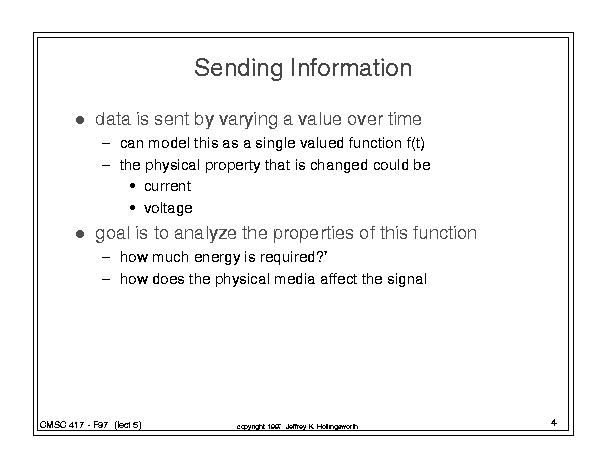 Sending Information
● data is sent by varying a value over time
– can model this as a single valued function f(t)
– the physical property that is changed could be
• current
• voltage
● goal is to analyze the properties of this function
– how much energy is required?'
– how does the physical media affect the signal
CMSC 417 - F97 (lect 5)
copyright 1997 Jeffrey K. Hollingsworth
4